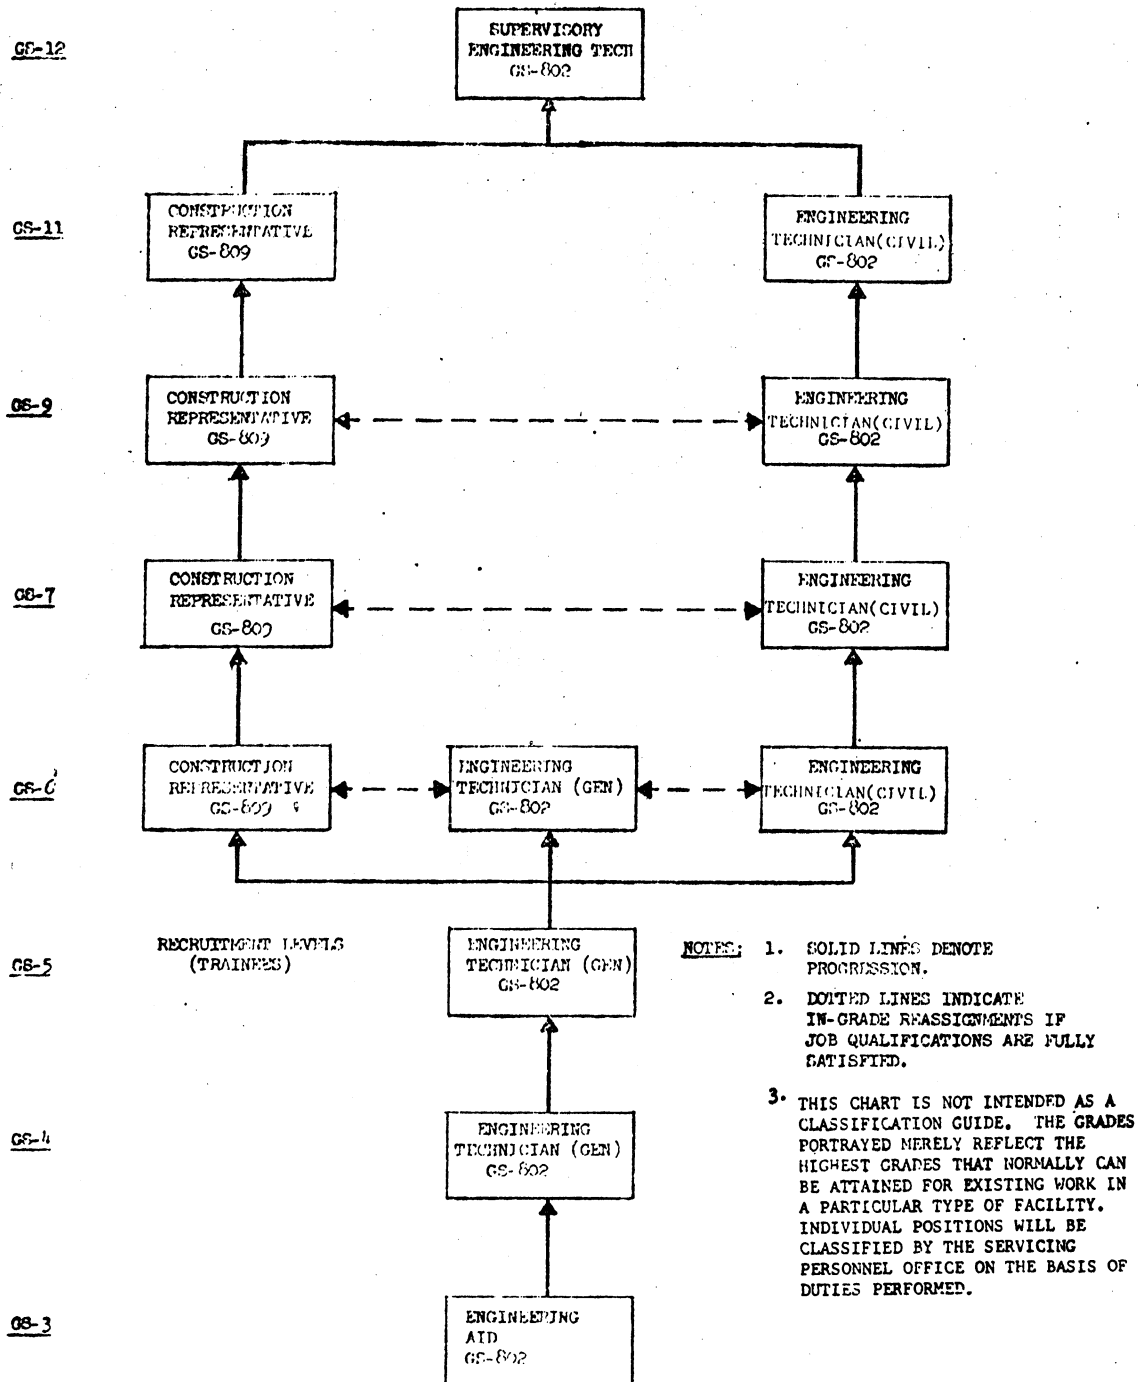 GS-12
SUPERVISORY
ENGINEERING TECH
GS-802
GS-11
CONSTRUCTION
REPRESENTATIVE
GS-809
ENGINEERING
TECHNICIAN(CIVIL)
GS-802
GS-9
CONSTRUCTION
REPRESENTATIVE
GS-809
ENGINEERING
TECHNICIAN(CIVIL)
GS-802
GS-7
CONSTRUCTION
REPRESENTATIVE
GS-809
ENGINEERING
TECHNICIAN(CIVIL)
GS-802
GS-6
CONSTRUCTION
REPRESENTATIVE
GS-809
ENGINEERING
TECHNICIAN (GEN)
GS-802
ENGINEERING
TECHNICIAN(CIVIL)
GS-802
GS-5
RECRUITMENT LEVELS
(TRAINEES)
ENGINEERING
TECHNICIAN (GEN)
GS-802
GS-4
ENGINEERING
TECHNICIAN (GEN)
GS-802
GS-3
ENGINEERING
AID
GS-802
NOTES: 1. SOLID LINES DENOTE
PROGRESSION.
2. DOTTED LINES INDICATE
IN-GRADE REASSIGNMENTS IF
JOB QUALIFICATIONS ARE FULLY
SATISFIED.
3. THIS CHART IS NOT INTENDED AS A
CLASSIFICATION GUIDE. THE GRADES
PORTRAYED MERELY REFLECT THE
HIGHEST GRADES THAT NORMALLY CAN
BE ATTAINED FOR EXISTING WORK IN
A PARTICULAR TYPE OF FACILITY.
INDIVIDUAL POSITIONS WILL BE
CLASSIFIED BY THE SERVICING
PERSONNEL OFFICE ON THE BASIS OF
DUTIES PERFORMED.